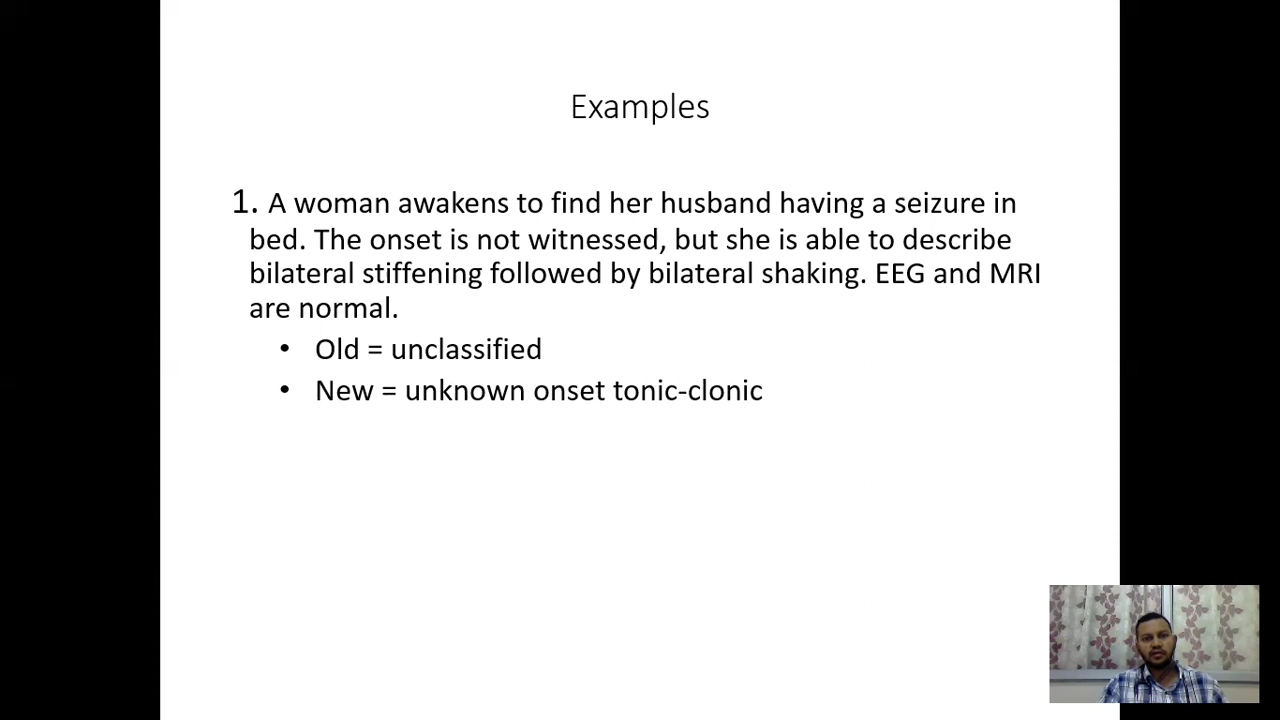 Examples
1. A woman awakens to find her husband having a seizure in
bed. The onset is not witnessed, but she is able to describe
bilateral stiffening followed by bilateral shaking. EEG and MRI
are normal.
• Old = unclassified
• New = unknown onset tonic-clonic